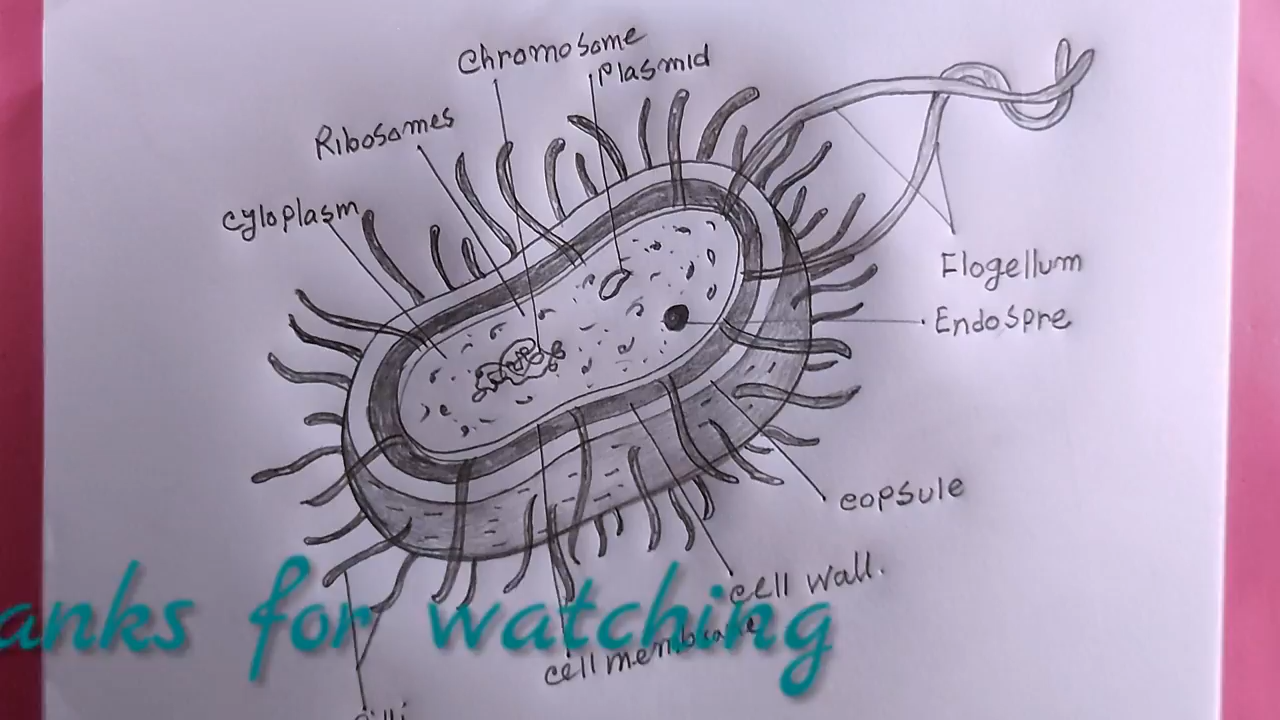 Chromosome
Plasmid
Ribosomes
cyloplasm
Flogellum
Endospre
copsule
cell wall.
anks for watching
cell membrane